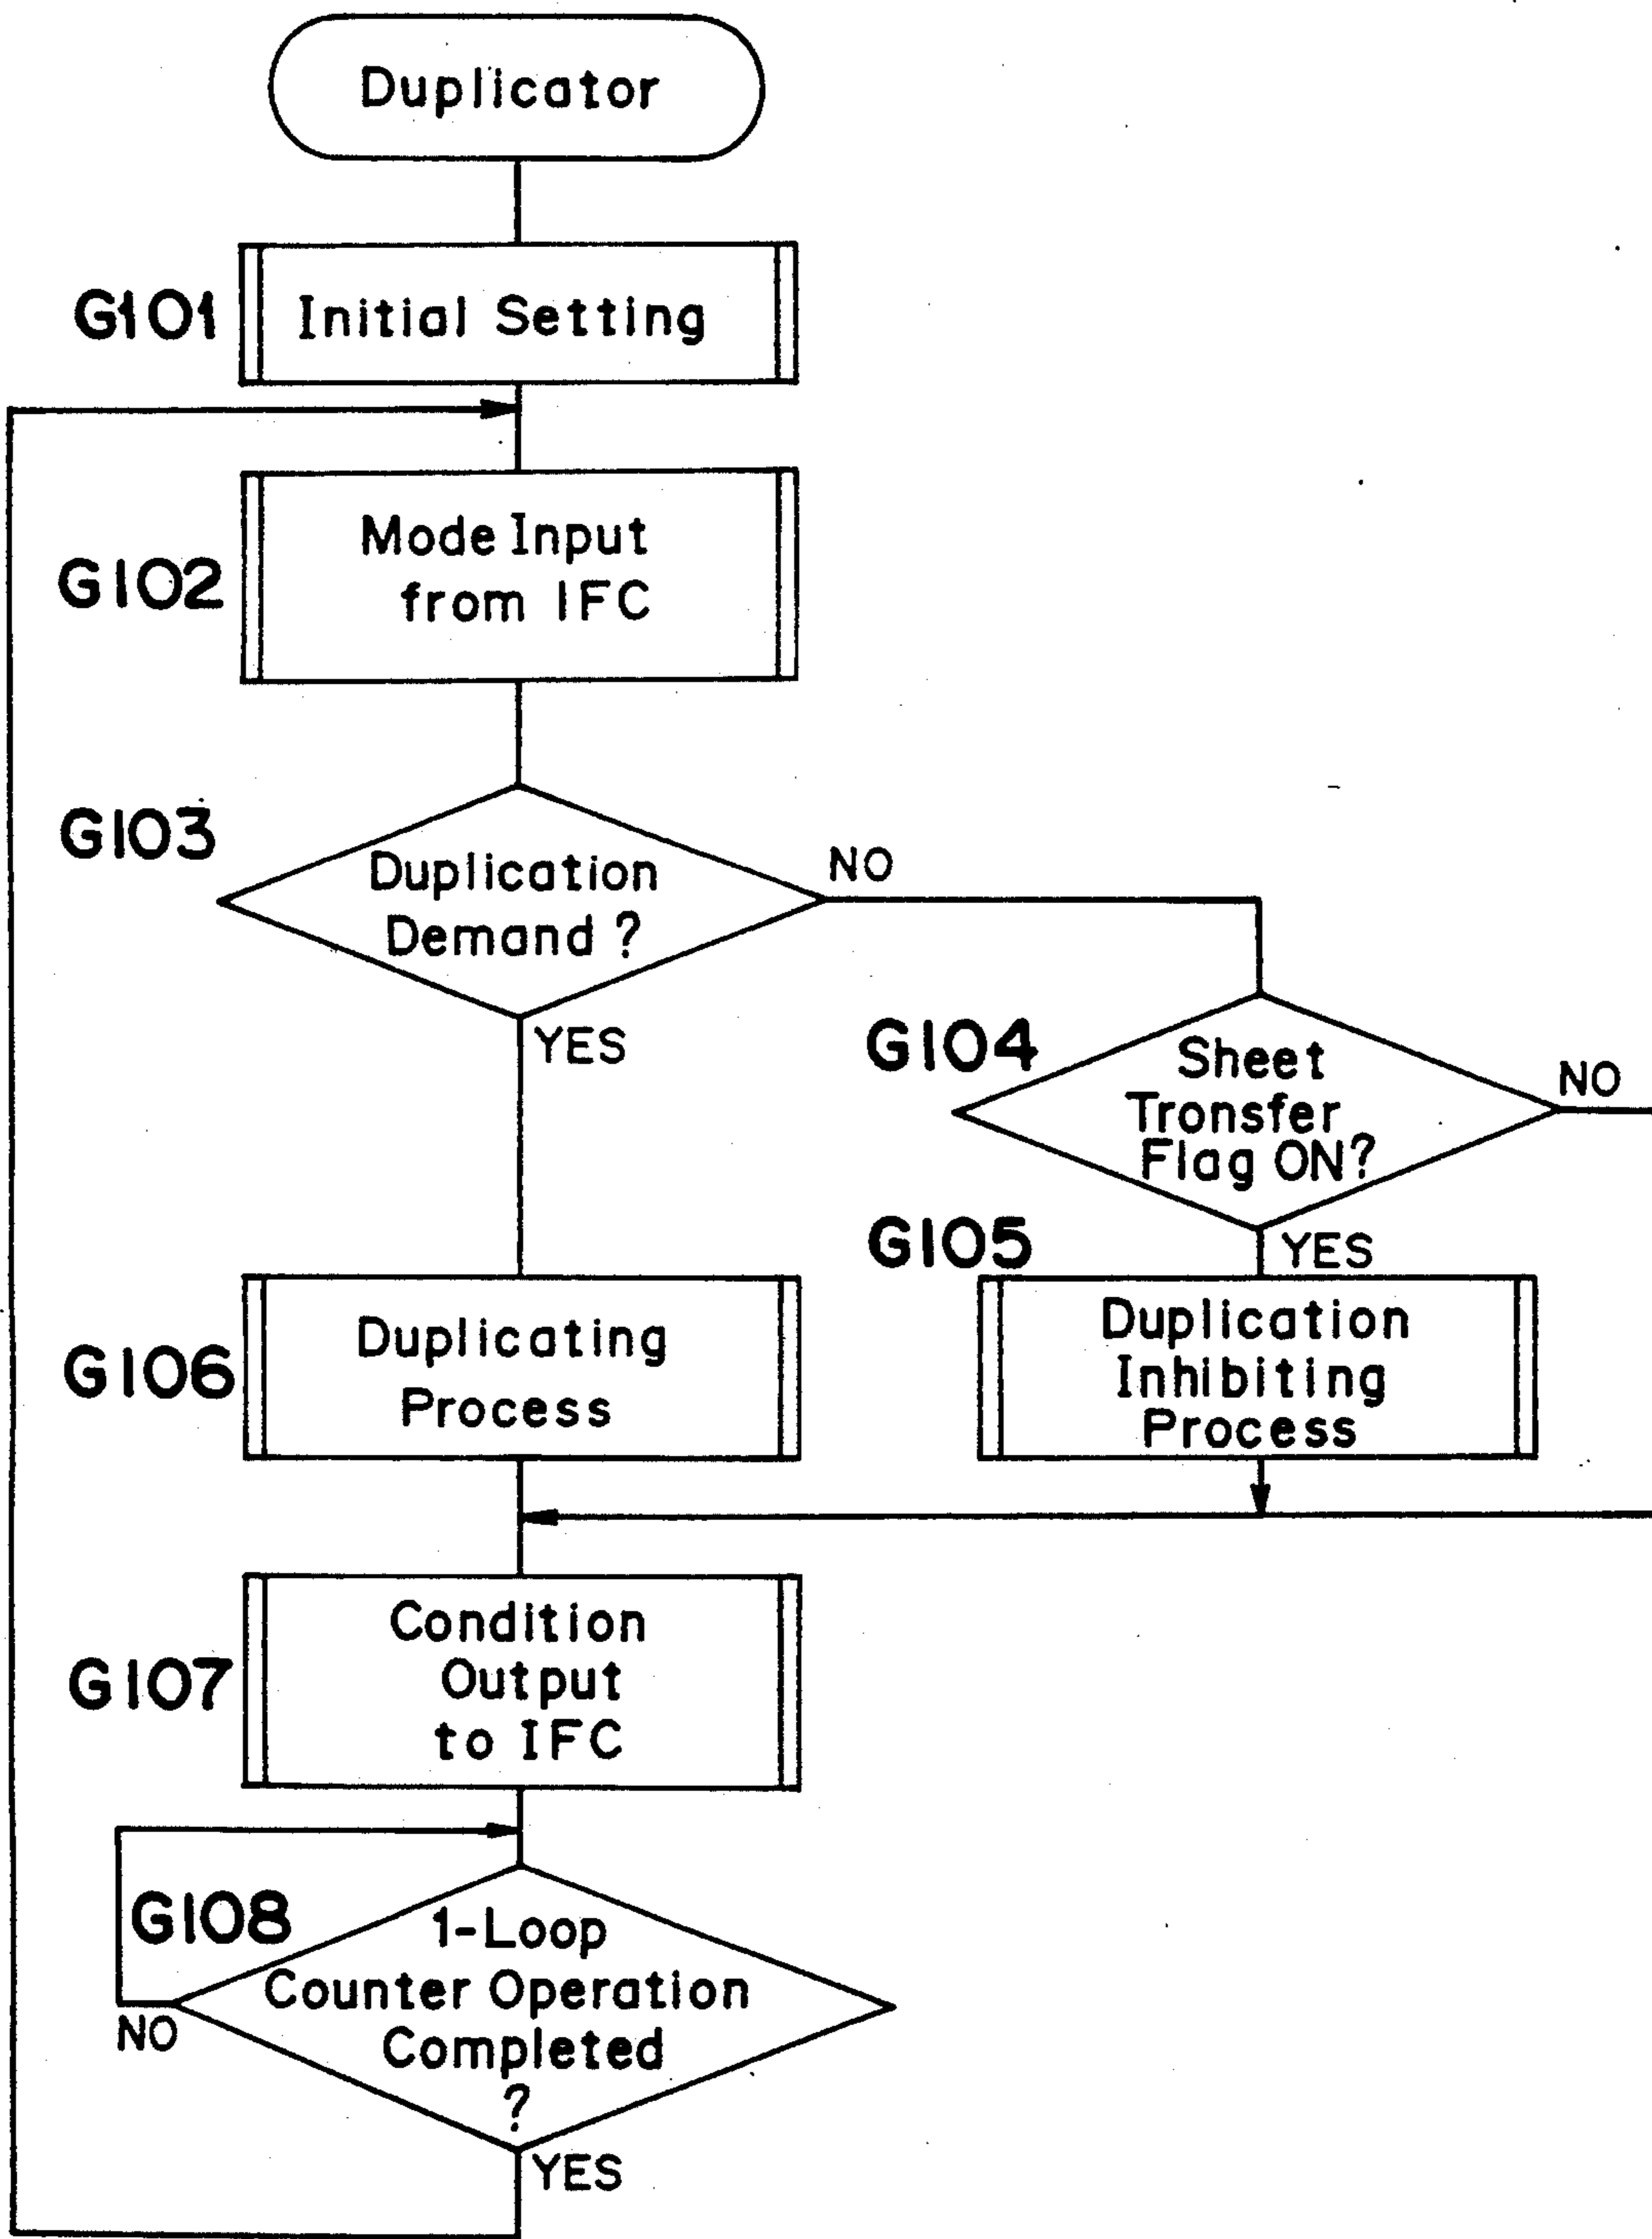 Duplicator
G101
Initial Setting
G102
Mode Input
from IFC
G103
Duplication
Demand ?
NO
YES
G104
Sheet
Tronsfer
Flag ON?
NO
YES
G105
Duplication
Inhibiting
Process
G106
Duplicating
Process
G107
Condition
Output
to IFC
G108
1-Loop
Counter Operation
Completed
?
NO
YES